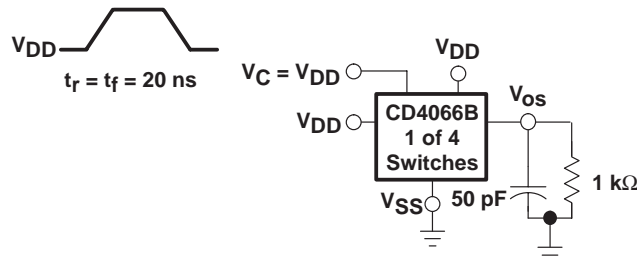 VDD
tr = tf = 20 ns
VC = VDD
VDD
VDD
CD4066B
1 of 4
Switches
Vos
VSS
50 pF
1 kΩ